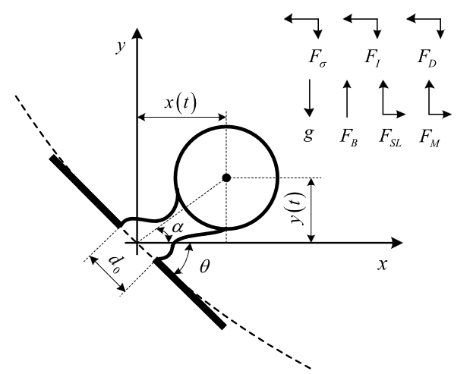 y
x(t)
F_σ
F_I
F_D
g
F_B
F_SL
F_M
y(t)
α
x
d_0
θ